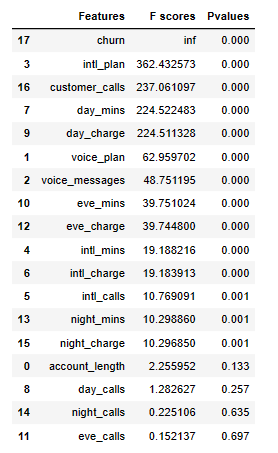 Features F scores Pvalues
17 churn inf 0.000
3 intl_plan 362.432573 0.000
16 customer_calls 237.061097 0.000
7 day_mins 224.522483 0.000
9 day_charge 224.511328 0.000
1 voice_plan 62.959702 0.000
2 voice_messages 48.751195 0.000
10 eve_mins 39.751024 0.000
12 eve_charge 39.744800 0.000
4 intl_mins 19.188216 0.000
6 intl_charge 19.183913 0.000
5 intl_calls 10.769091 0.001
13 night_mins 10.298860 0.001
15 night_charge 10.296850 0.001
0 account_length 2.255952 0.133
8 day_calls 1.282627 0.257
14 night_calls 0.225106 0.635
11 eve_calls 0.152137 0.697